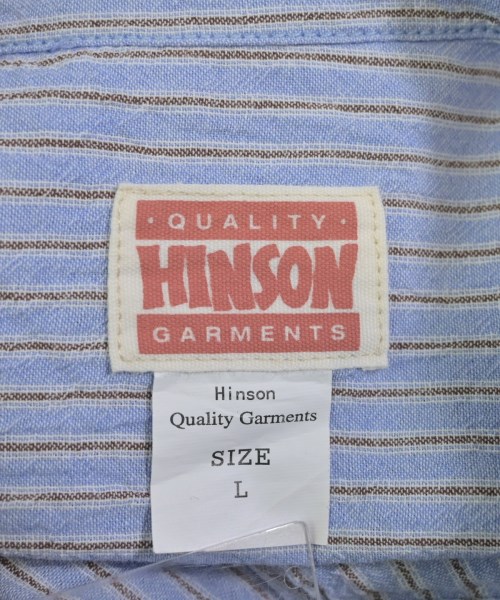 · QUALITY ·
HINSON
GARMENTS
Hinson
Quality Garments
SIZE
L